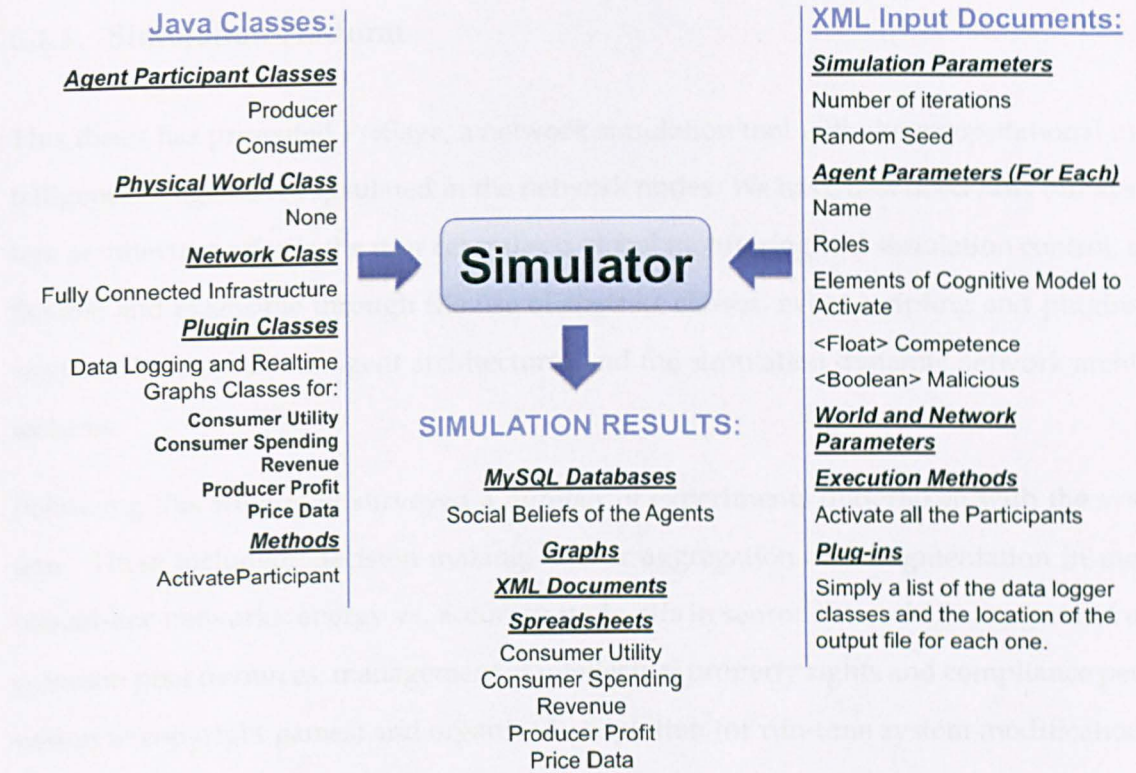 Java Classes:
Agent Participant Classes
Producer
Consumer
Physical World Class
None
Network Class
Fully Connected Infrastructure
Plugin Classes
Data Logging and Realtime
Graphs Classes for:
Consumer Utility
Consumer Spending
Revenue
Producer Profit
Price Data
Methods
ActivateParticipant
Simulator
SIMULATION RESULTS:
MySQL Databases
Social Beliefs of the Agents
Graphs
XML Documents
Spreadsheets
Consumer Utility
Consumer Spending
Revenue
Producer Profit
Price Data
XML Input Documents:
Simulation Parameters
Number of iterations
Random Seed
Agent Parameters (For Each)
Name
Roles
Elements of Cognitive Model to
Activate
<Float> Competence
<Boolean> Malicious
World and Network
Parameters
Execution Methods
Activate all the Participants
Plug-ins
Simply a list of the data logger
classes and the location of the
output file for each one.